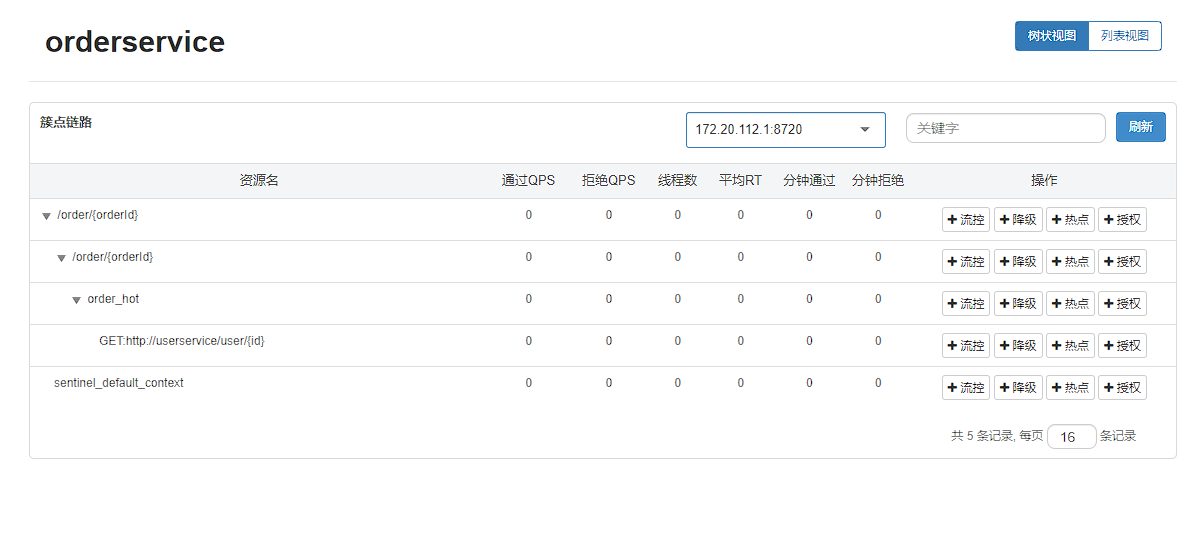 orderservice
树状视图 列表视图
簇点链路 172.20.112.1:8720 关键字 刷新
资源名 通过QPS 拒绝QPS 线程数 平均RT 分钟通过 分钟拒绝 操作
/order/{orderId} 0 0 0 0 0 0 +流控 +降级 +热点 +授权
/order/{orderId} 0 0 0 0 0 0 +流控 +降级 +热点 +授权
order_hot 0 0 0 0 0 0 +流控 +降级 +热点 +授权
GET:http://userservice/user/{id} 0 0 0 0 0 0 +流控 +降级 +热点 +授权
sentinel_default_context 0 0 0 0 0 0 +流控 +降级 +热点 +授权
共 5 条记录, 每页 16 条记录